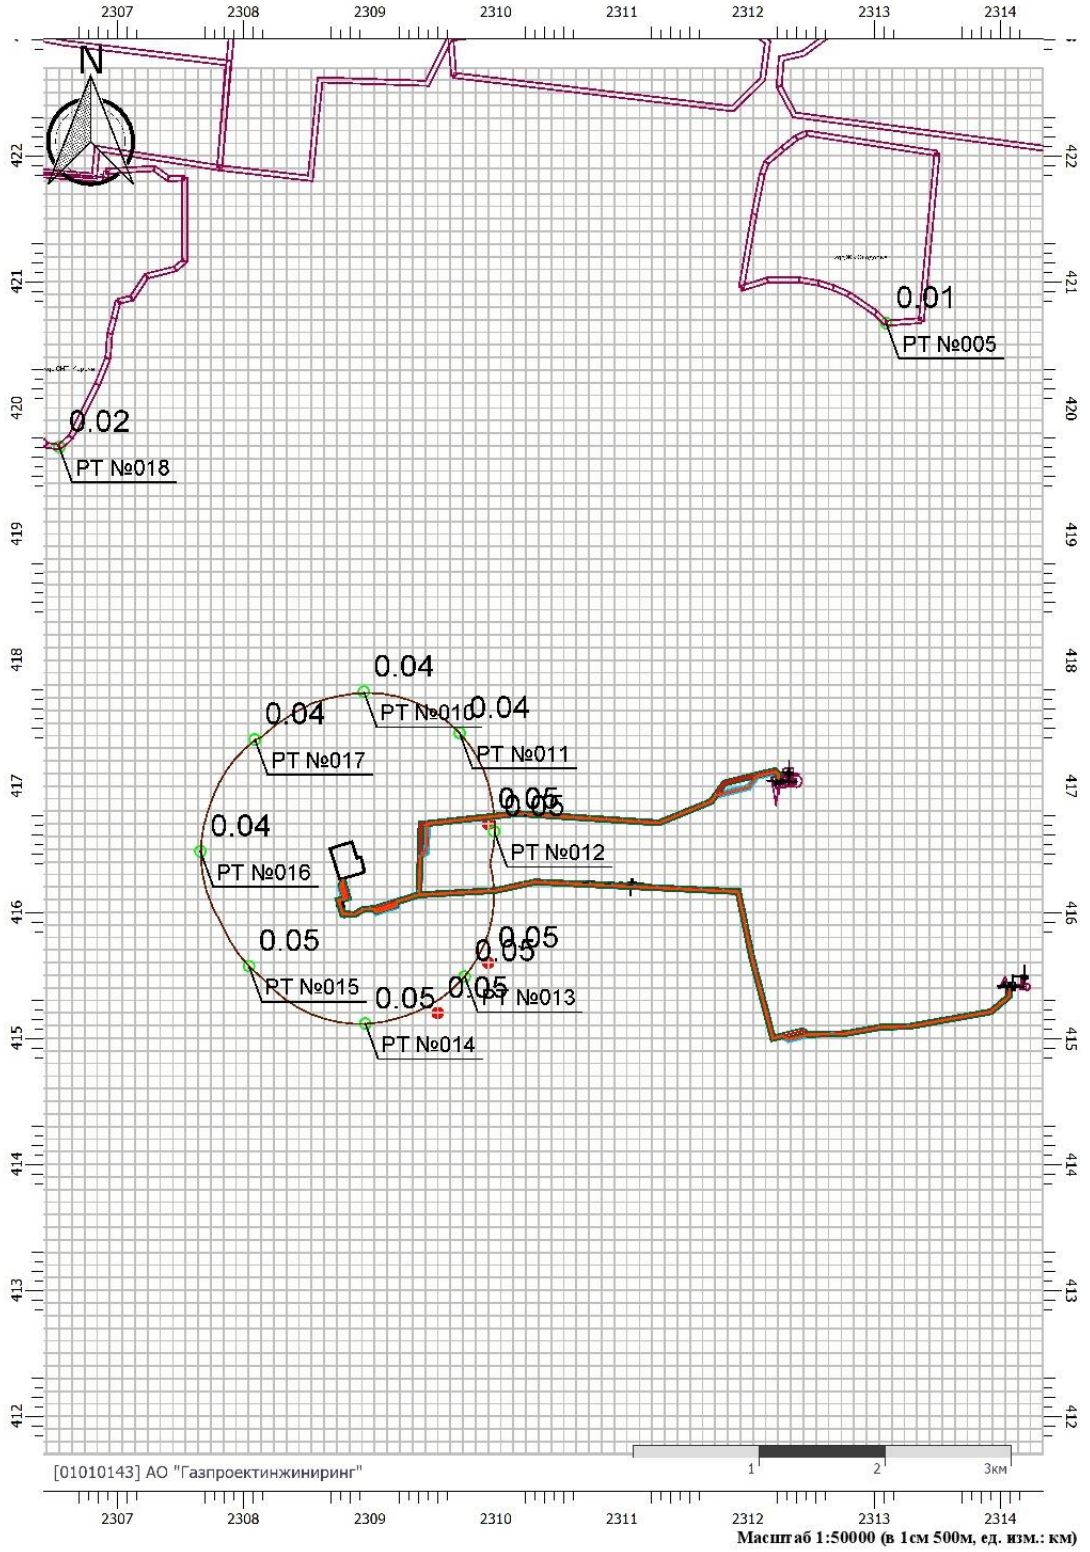 2307 2308 2309 2310 2311 2312 2313 2314
N
422 422
421 421
0.01
РТ №005
420 420
0.02
РТ №018
419 419
418 418
0.04
РТ №010
0.04
0.04
РТ №011
РТ №017
417 417
0.05
0.05
0.04
РТ №012
РТ №016
416 416
0.05
0.05
0.05
РТ №015
0.05
0.05
РТ №013
РТ №014
415 415
414 414
413 413
412 412
[01010143] АО "Газпроектинжиниринг"
1 2 3км
2307 2308 2309 2310 2311 2312 2313 2314
Масштаб 1:50000 (в 1см 500м, ед. изм.: км)